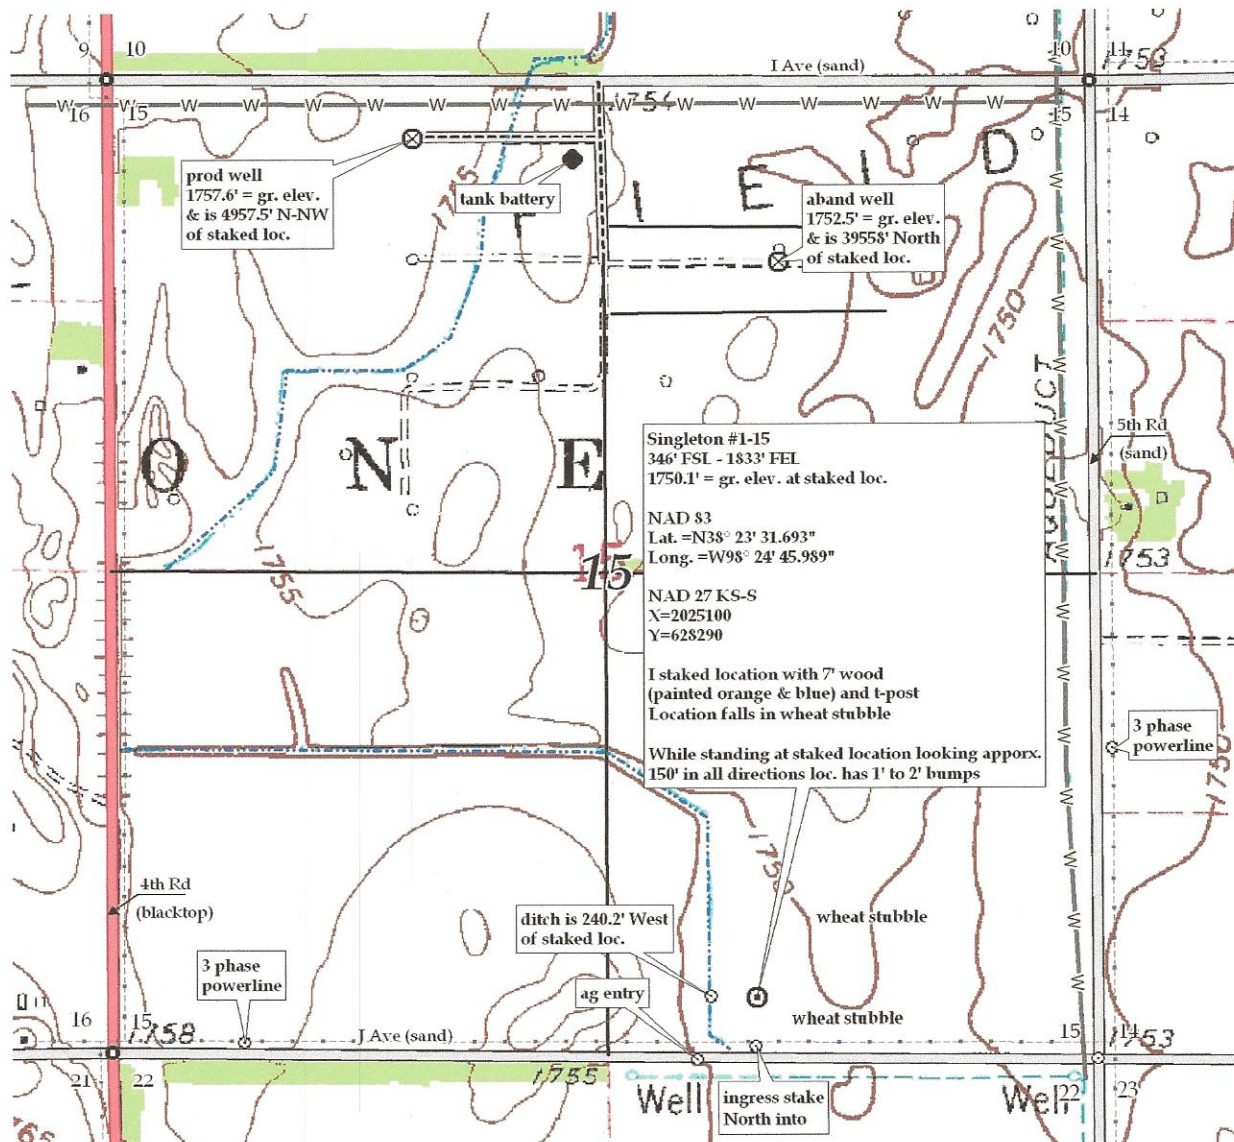 9 10
10 11
1753
I Ave (sand)
16 15
W W W W W W W W W W W W W W W W
1754
15 14
prod well
1757.6' = gr. elev.
& is 4957.5' N-NW
of staked loc.
1755
tank battery
F I E L D
aband well
1752.5' = gr. elev.
& is 39558' North
of staked loc.
1750
AQUEDUCT
5th Rd
(sand)
O N E
Singleton #1-15
346' FSL - 1833' FEL
1750.1' = gr. elev. at staked loc.
NAD 83
Lat. =N38° 23' 31.693"
Long. =W98° 24' 45.989"
NAD 27 KS-S
X=2025100
Y=628290
I staked location with 7' wood
(painted orange & blue) and t-post
Location falls in wheat stubble
While standing at staked location looking apporx.
150' in all directions loc. has 1' to 2' bumps
1755
15
1753
3 phase
powerline
1750
1750
4th Rd
(blacktop)
ditch is 240.2' West
of staked loc.
wheat stubble
3 phase
powerline
ag entry
wheat stubble
16 15
1758
J Ave (sand)
15 14
1753
21 22
1755
Well
ingress stake
North into
Well
22 23